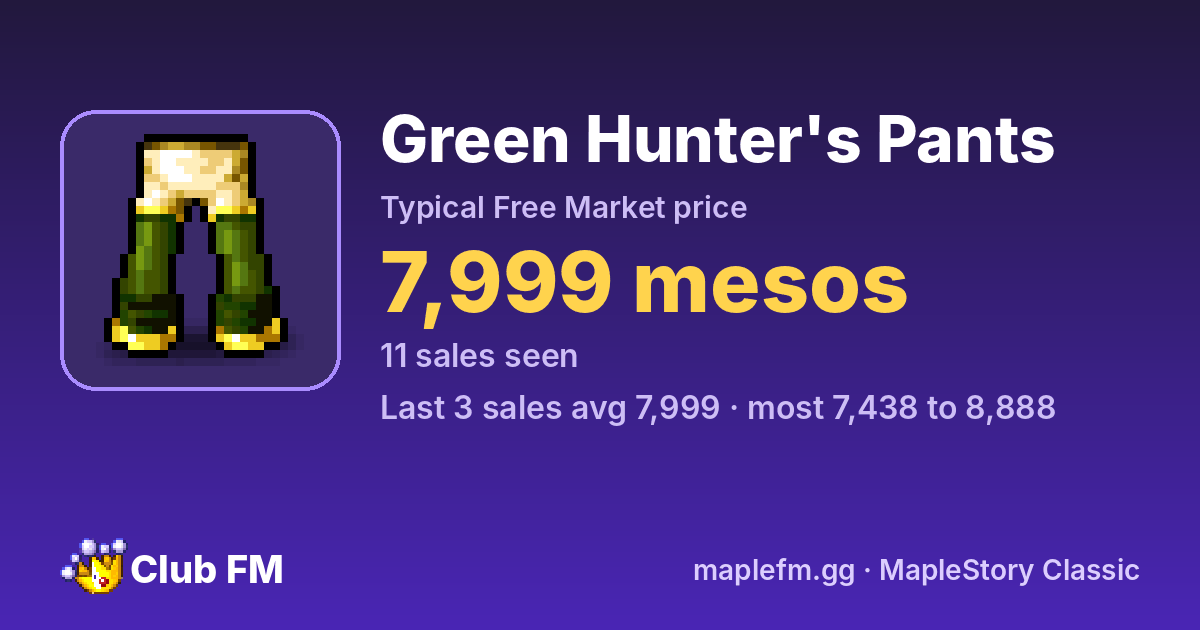 Green Hunter's Pants
Typical Free Market price
7,999 mesos
11 sales seen
Last 3 sales avg 7,999 · most 7,438 to 8,888
Club FM
maplefm.gg · MapleStory Classic